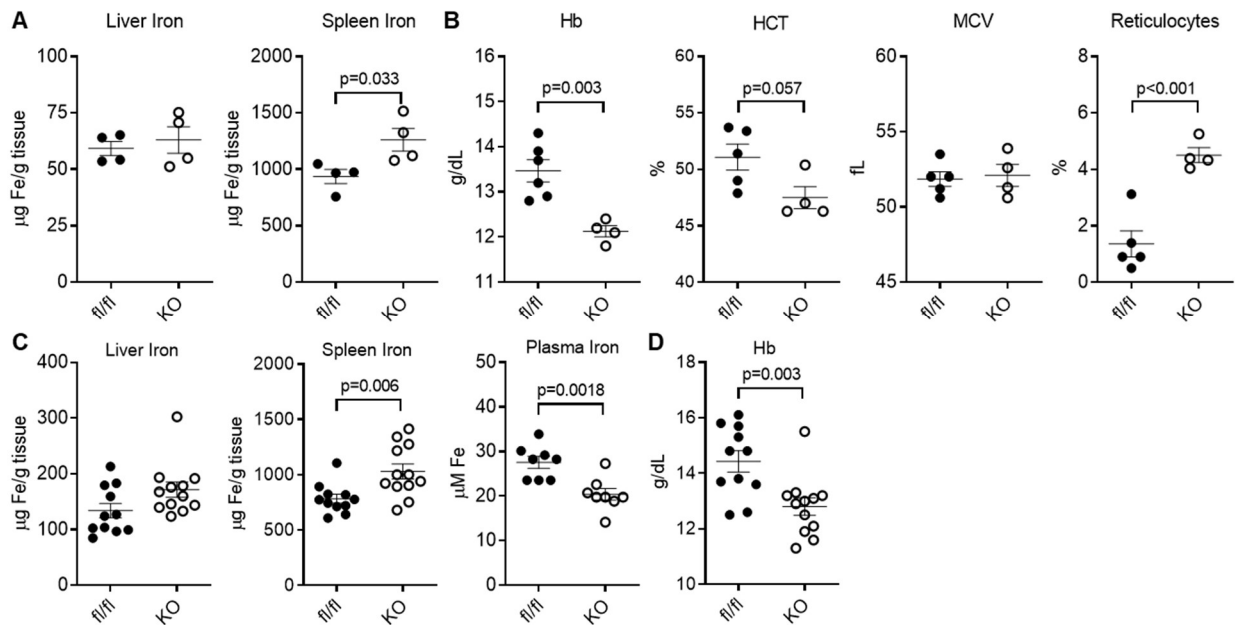 A
Liver Iron
μg Fe/g tissue
100
75
50
25
0
fl/fl
KO
Spleen Iron
μg Fe/g tissue
2000
1500
1000
500
0
p=0.033
fl/fl
KO
B
Hb
g/dL
16
15
14
13
12
11
p=0.003
fl/fl
KO
HCT
%
60
55
50
45
40
p=0.057
fl/fl
KO
MCV
fL
55
50
45
fl/fl
KO
Reticulocytes
%
8
6
4
2
0
p<0.001
fl/fl
KO
C
Liver Iron
μg Fe/g tissue
400
300
200
100
0
fl/fl
KO
Spleen Iron
μg Fe/g tissue
2000
1500
1000
500
0
p=0.006
fl/fl
KO
Plasma Iron
μM Fe
50
40
30
20
10
0
p=0.0018
fl/fl
KO
D
Hb
g/dL
18
16
14
12
10
p=0.003
fl/fl
KO